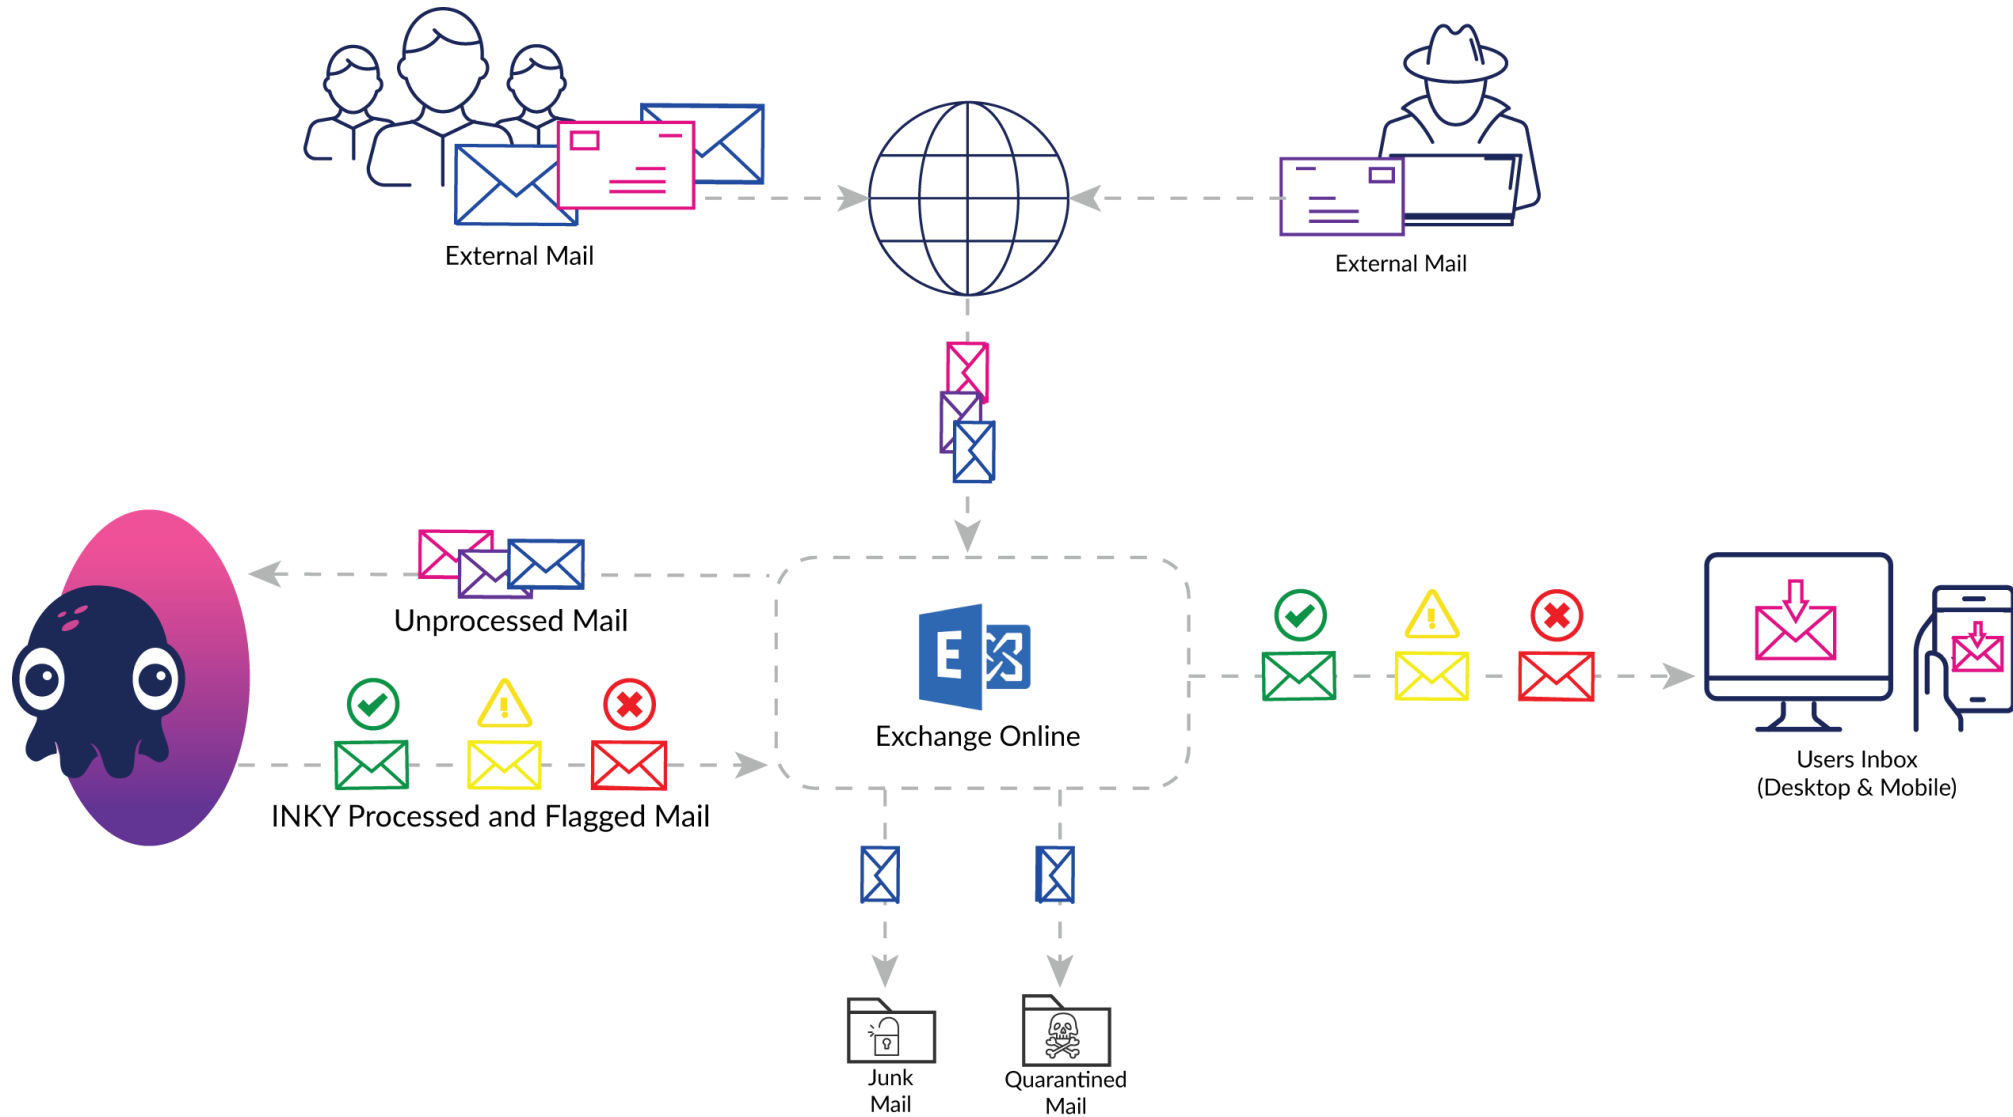 External Mail
External Mail
Unprocessed Mail
E
Exchange Online
INKY Processed and Flagged Mail
Users Inbox
(Desktop & Mobile)
Junk
Mail
Quarantined
Mail